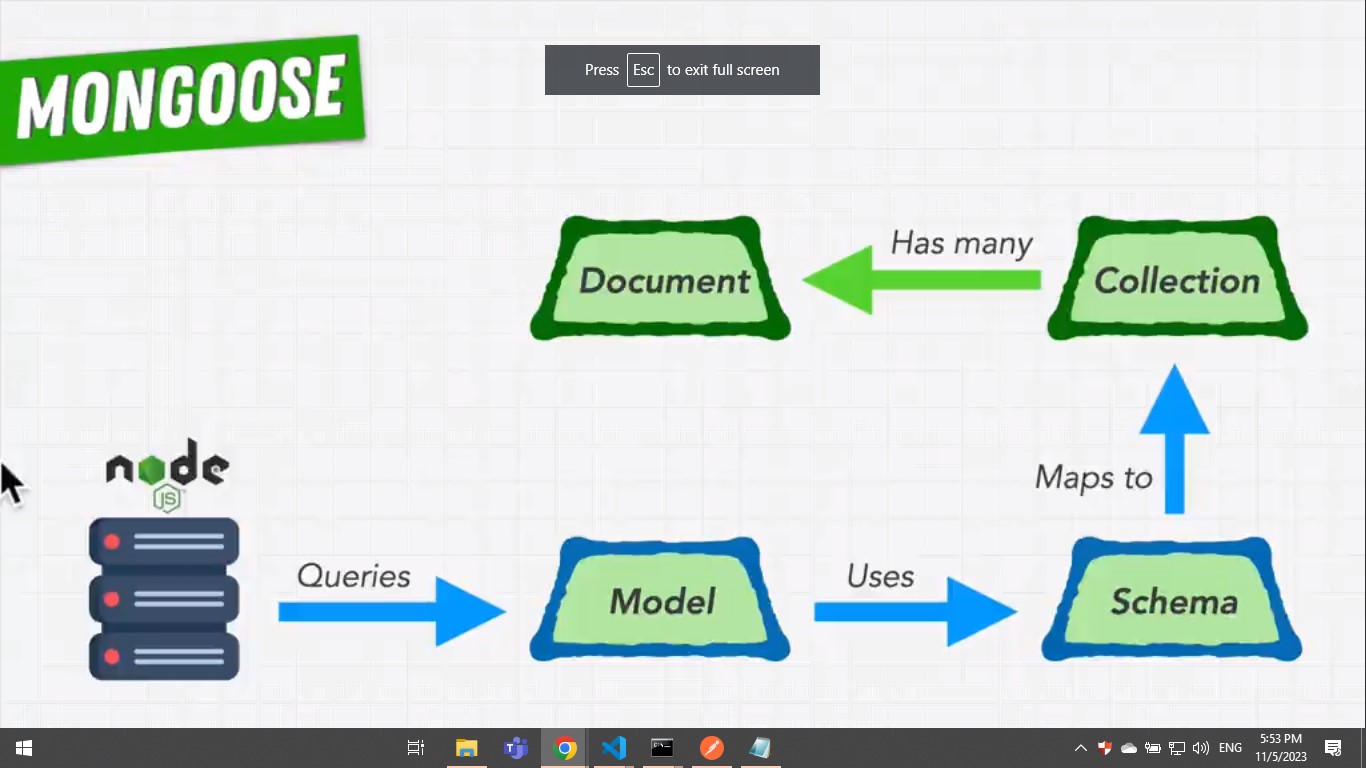 MONGOOSE
Press Esc to exit full screen
Has many
Document
Collection
node
JS
Maps to
Queries
Uses
Model
Schema
ENG
5:53 PM
11/5/2023